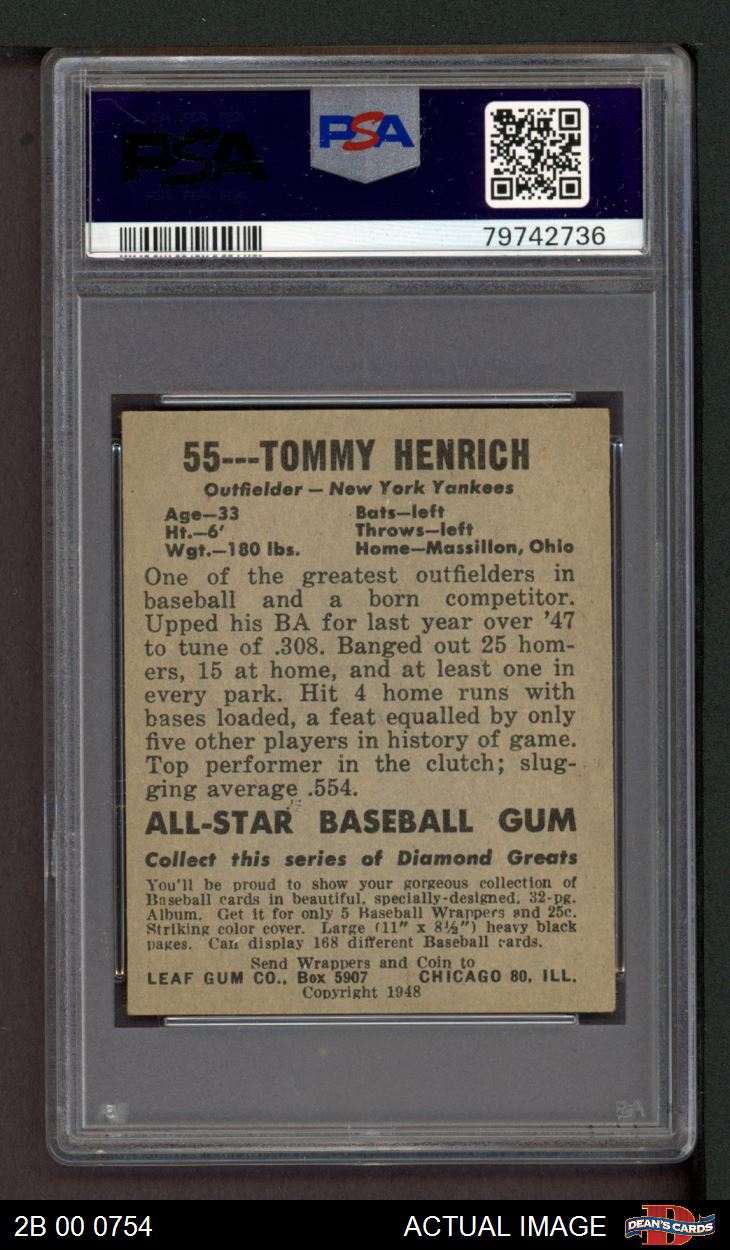 PSA
PSA
79742736
55---TOMMY HENRICH
Outfielder — New York Yankees
Age—33 Bats—left
Ht.—6' Throws—left
Wgt.—180 lbs. Home—Massillon, Ohio
One of the greatest outfielders in
baseball and a born competitor.
Upped his BA for last year over '47
to tune of .308. Banged out 25 hom-
ers, 15 at home, and at least one in
every park. Hit 4 home runs with
bases loaded, a feat equalled by only
five other players in history of game.
Top performer in the clutch; slug-
ging average .554.
ALL-STAR BASEBALL GUM
Collect this series of Diamond Greats
You'll be proud to show your gorgeous collection of
Baseball cards in beautiful, specially-designed, 32-pg.
Album. Get it for only 5 Baseball Wrappers and 25c.
Striking color cover. Large (11" x 8½") heavy black
pages. Can display 168 different Baseball cards.
Send Wrappers and Coin to
LEAF GUM CO., Box 5907 CHICAGO 80, ILL.
Copyright 1948
2B 00 0754 ACTUAL IMAGE DEAN'S CARDS